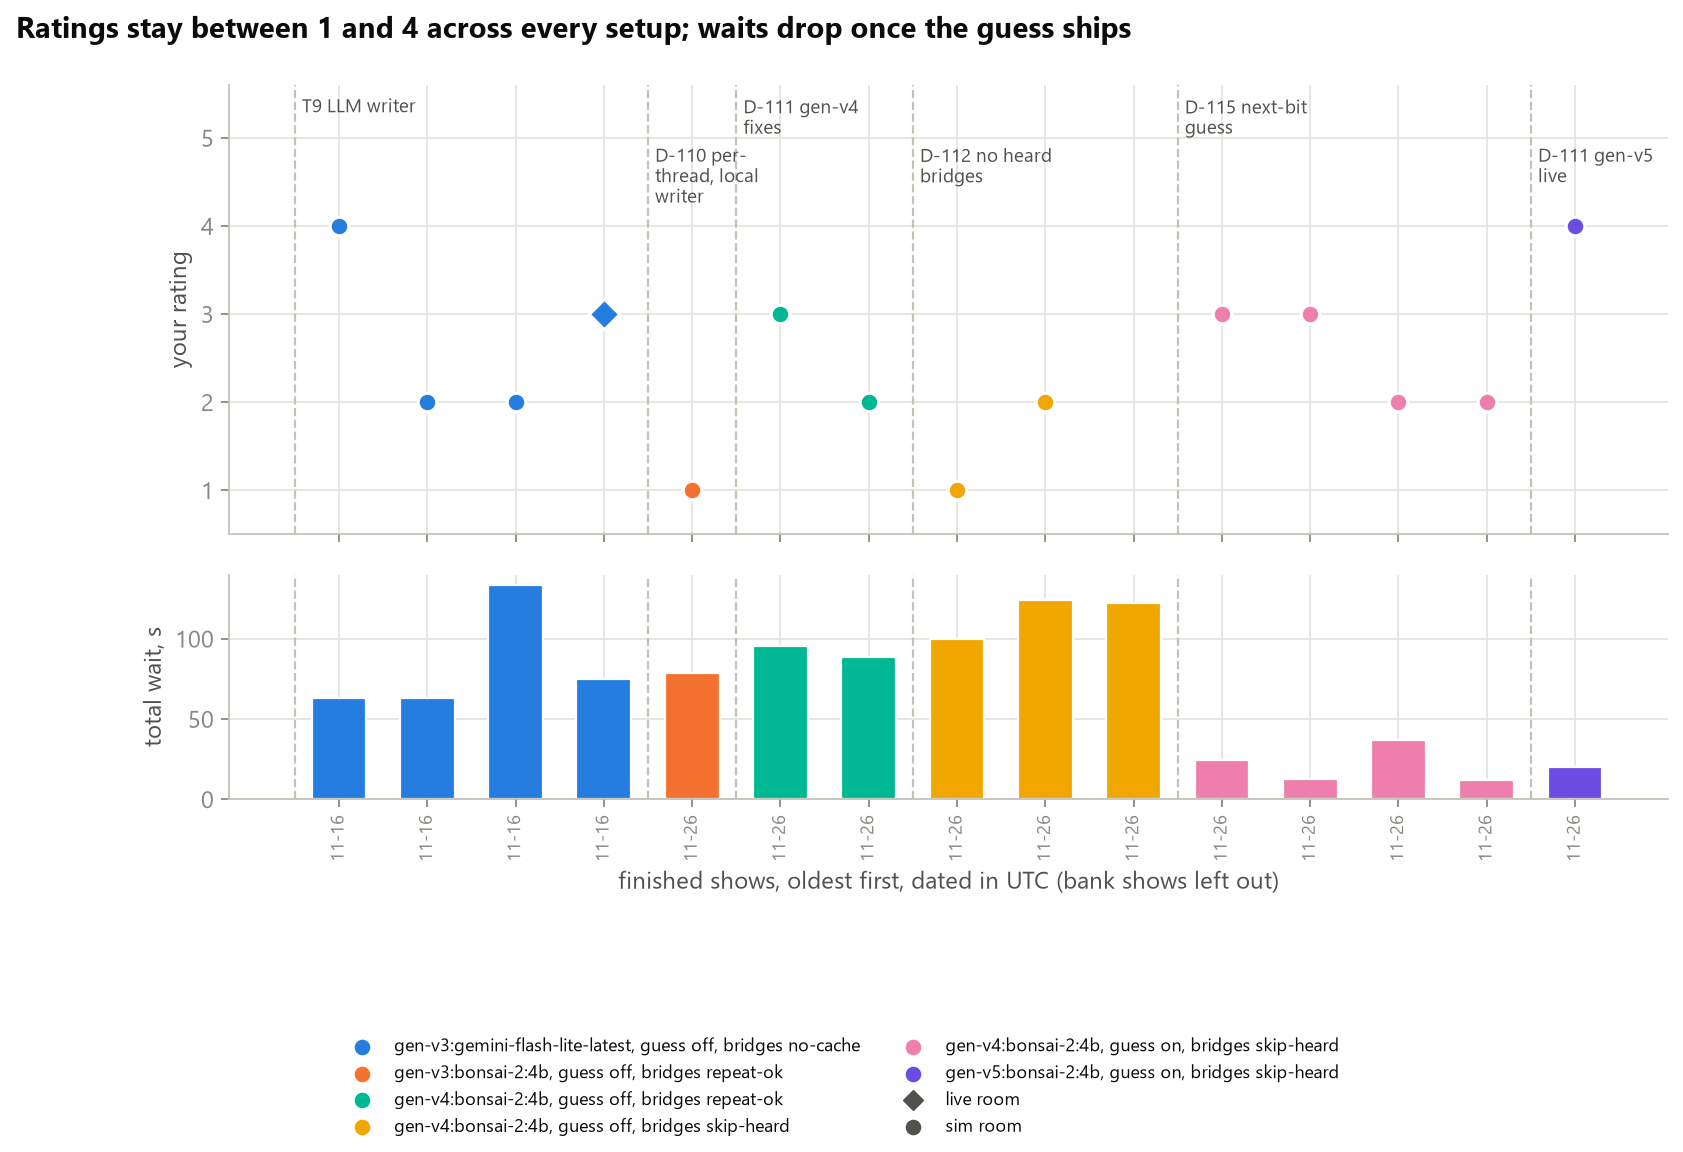 Ratings stay between 1 and 4 across every setup; waits drop once the guess ships
T9 LLM writer
D-110 per-
thread, local
writer
D-111 gen-v4
fixes
D-112 no heard
bridges
D-115 next-bit
guess
D-111 gen-v5
live
your rating
5
4
3
2
1
total wait, s
100
50
0
11-16
11-16
11-16
11-16
11-26
11-26
11-26
11-26
11-26
11-26
11-26
11-26
11-26
11-26
11-26
finished shows, oldest first, dated in UTC (bank shows left out)
gen-v3:gemini-flash-lite-latest, guess off, bridges no-cache
gen-v3:bonsai-2:4b, guess off, bridges repeat-ok
gen-v4:bonsai-2:4b, guess off, bridges repeat-ok
gen-v4:bonsai-2:4b, guess off, bridges skip-heard
gen-v4:bonsai-2:4b, guess on, bridges skip-heard
gen-v5:bonsai-2:4b, guess on, bridges skip-heard
live room
sim room